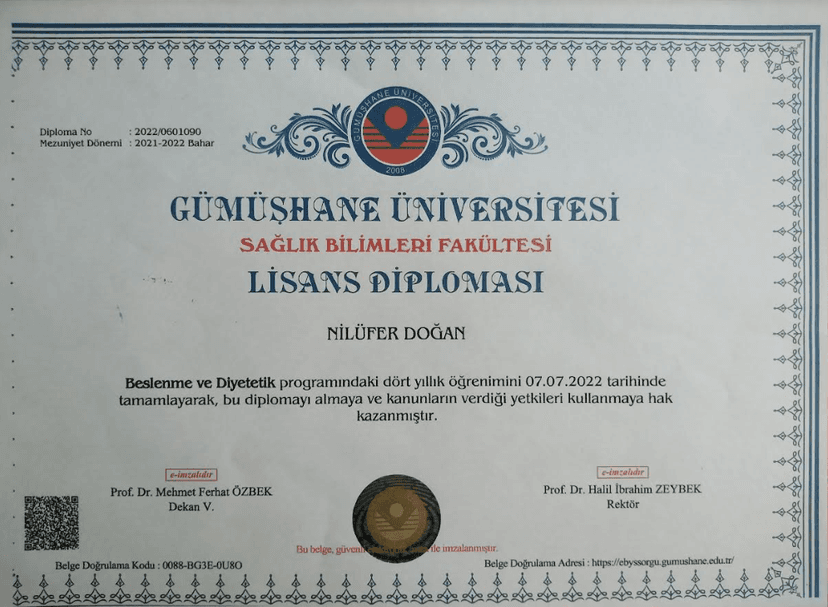 Diploma No : 2022/0601090
Mezuniyet Dönemi : 2021-2022 Bahar
GÜMÜŞHANE ÜNİVERSİTESİ
2008
GÜMÜŞHANE ÜNİVERSİTESİ
SAĞLIK BİLİMLERİ FAKÜLTESİ
LİSANS DİPLOMASI
NİLÜFER DOĞAN
Beslenme ve Diyetetik programındaki dört yıllık öğrenimini 07.07.2022 tarihinde
tamamlayarak, bu diplomayı almaya ve kanunların verdiği yetkileri kullanmaya hak
kazanmıştır.
e-imzalıdır
Prof. Dr. Mehmet Ferhat ÖZBEK
Dekan V.
e-imzalıdır
Prof. Dr. Halil İbrahim ZEYBEK
Rektör
Bu belge, ile imzalanmıştır.
Belge Doğrulama Kodu : 0088-BG3E-0U8O
Belge Doğrulama Adresi : https://ebyssorgu.gumushane.edu.tr/